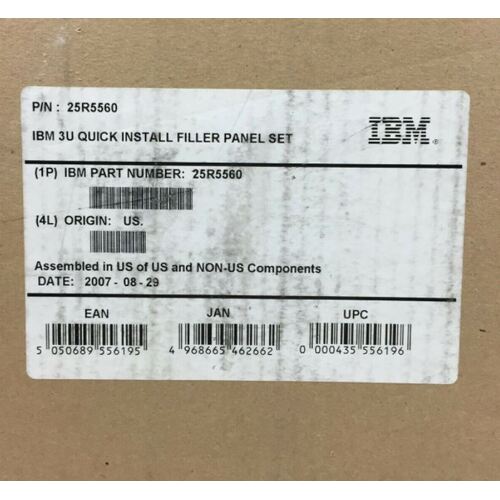 P/N : 25R5560
IBM 3U QUICK INSTALL FILLER PANEL SET
IBM®
(1P) IBM PART NUMBER: 25R5560
(4L) ORIGIN: US.
Assembled in US of US and NON-US Components
DATE: 2007 - 08 - 29
EAN JAN UPC
5 050689 556195 4 968665 462662 0 000435 556196